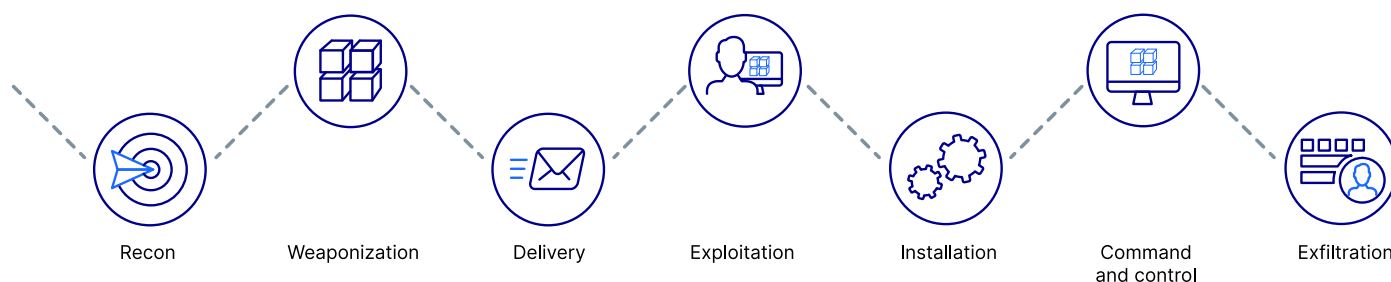 Recon
Weaponization
Delivery
Exploitation
Installation
Command
and control
Exfiltration